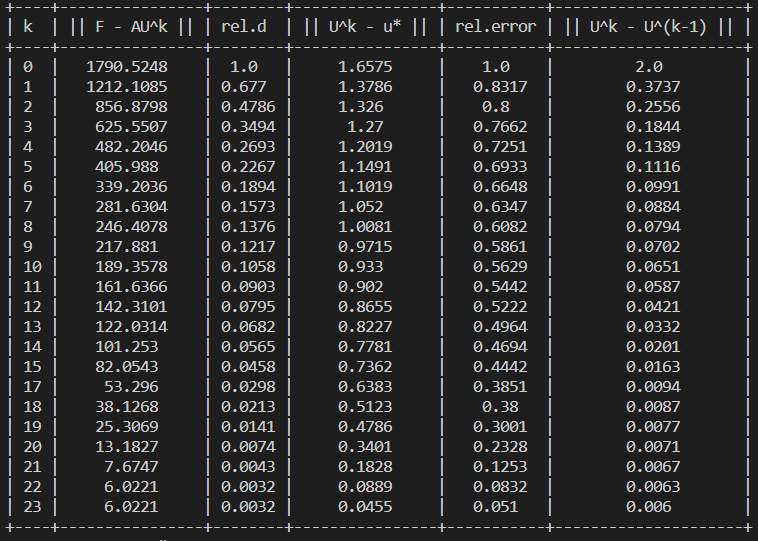 +----+----------------+--------+----------------+-----------+--------------------+
| k | || F - AU^k || | rel.d | || U^k - u* || | rel.error | || U^k - U^(k-1) || |
+----+----------------+--------+----------------+-----------+--------------------+
| 0 | 1790.5248 | 1.0 | 1.6575 | 1.0 | 2.0 |
| 1 | 1212.1085 | 0.677 | 1.3786 | 0.8317 | 0.3737 |
| 2 | 856.8798 | 0.4786 | 1.326 | 0.8 | 0.2556 |
| 3 | 625.5507 | 0.3494 | 1.27 | 0.7662 | 0.1844 |
| 4 | 482.2046 | 0.2693 | 1.2019 | 0.7251 | 0.1389 |
| 5 | 405.988 | 0.2267 | 1.1491 | 0.6933 | 0.1116 |
| 6 | 339.2036 | 0.1894 | 1.1019 | 0.6648 | 0.0991 |
| 7 | 281.6304 | 0.1573 | 1.052 | 0.6347 | 0.0884 |
| 8 | 246.4078 | 0.1376 | 1.0081 | 0.6082 | 0.0794 |
| 9 | 217.881 | 0.1217 | 0.9715 | 0.5861 | 0.0702 |
| 10 | 189.3578 | 0.1058 | 0.933 | 0.5629 | 0.0651 |
| 11 | 161.6366 | 0.0903 | 0.902 | 0.5442 | 0.0587 |
| 12 | 142.3101 | 0.0795 | 0.8655 | 0.5222 | 0.0421 |
| 13 | 122.0314 | 0.0682 | 0.8227 | 0.4964 | 0.0332 |
| 14 | 101.253 | 0.0565 | 0.7781 | 0.4694 | 0.0201 |
| 15 | 82.0543 | 0.0458 | 0.7362 | 0.4442 | 0.0163 |
| 17 | 53.296 | 0.0298 | 0.6383 | 0.3851 | 0.0094 |
| 18 | 38.1268 | 0.0213 | 0.5123 | 0.38 | 0.0087 |
| 19 | 25.3069 | 0.0141 | 0.4786 | 0.3001 | 0.0077 |
| 20 | 13.1827 | 0.0074 | 0.3401 | 0.2328 | 0.0071 |
| 21 | 7.6747 | 0.0043 | 0.1828 | 0.1253 | 0.0067 |
| 22 | 6.0221 | 0.0032 | 0.0889 | 0.0832 | 0.0063 |
| 23 | 6.0221 | 0.0032 | 0.0455 | 0.051 | 0.006 |
+----+----------------+--------+----------------+-----------+--------------------+